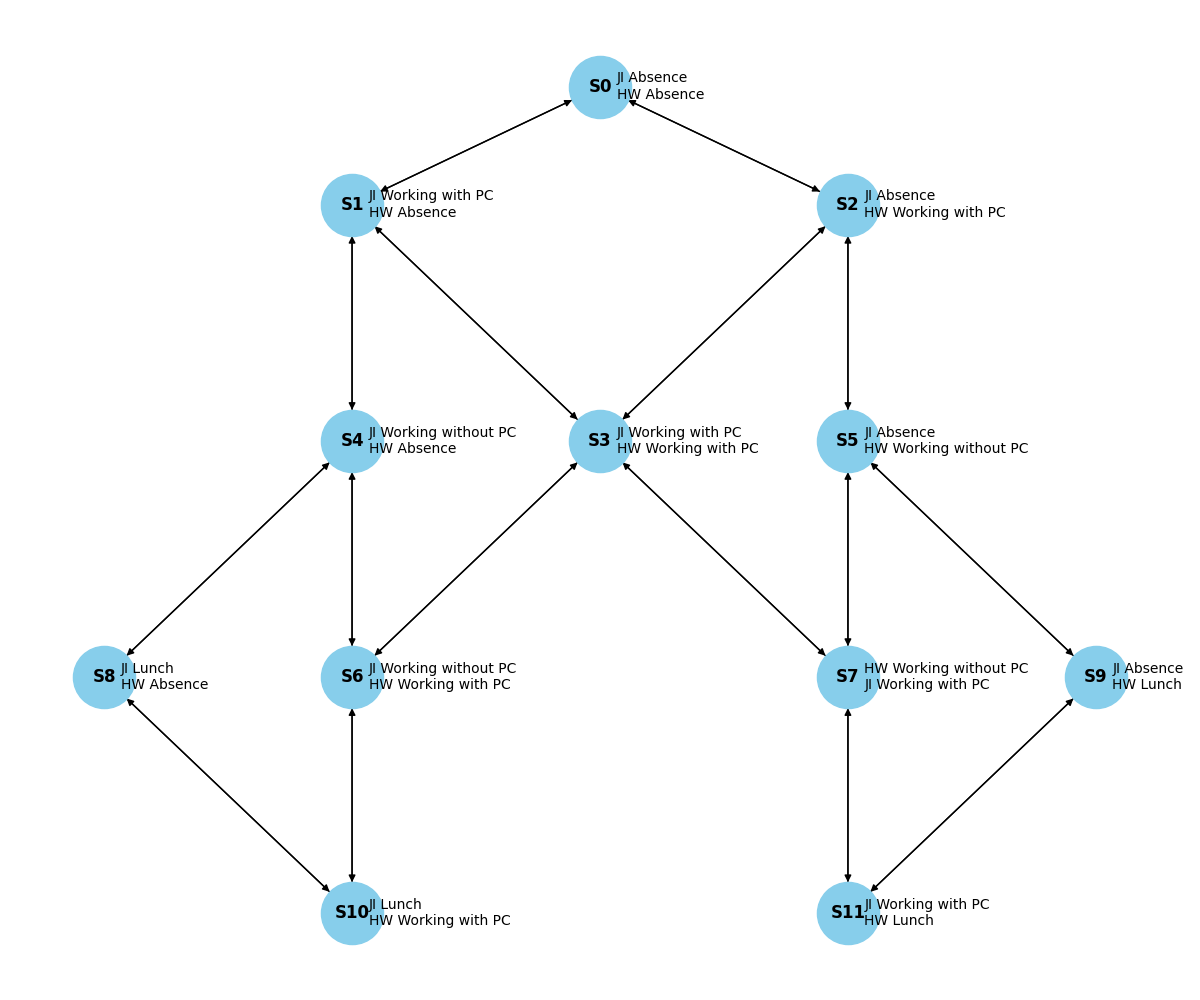 S0
JI Absence
HW Absence
S1
JI Working with PC
HW Absence
S2
JI Absence
HW Working with PC
S4
JI Working without PC
HW Absence
S3
JI Working with PC
HW Working with PC
S5
JI Absence
HW Working without PC
S8
JI Lunch
HW Absence
S6
JI Working without PC
HW Working with PC
S7
HW Working without PC
JI Working with PC
S9
JI Absence
HW Lunch
S10
JI Lunch
HW Working with PC
S11
JI Working with PC
HW Lunch